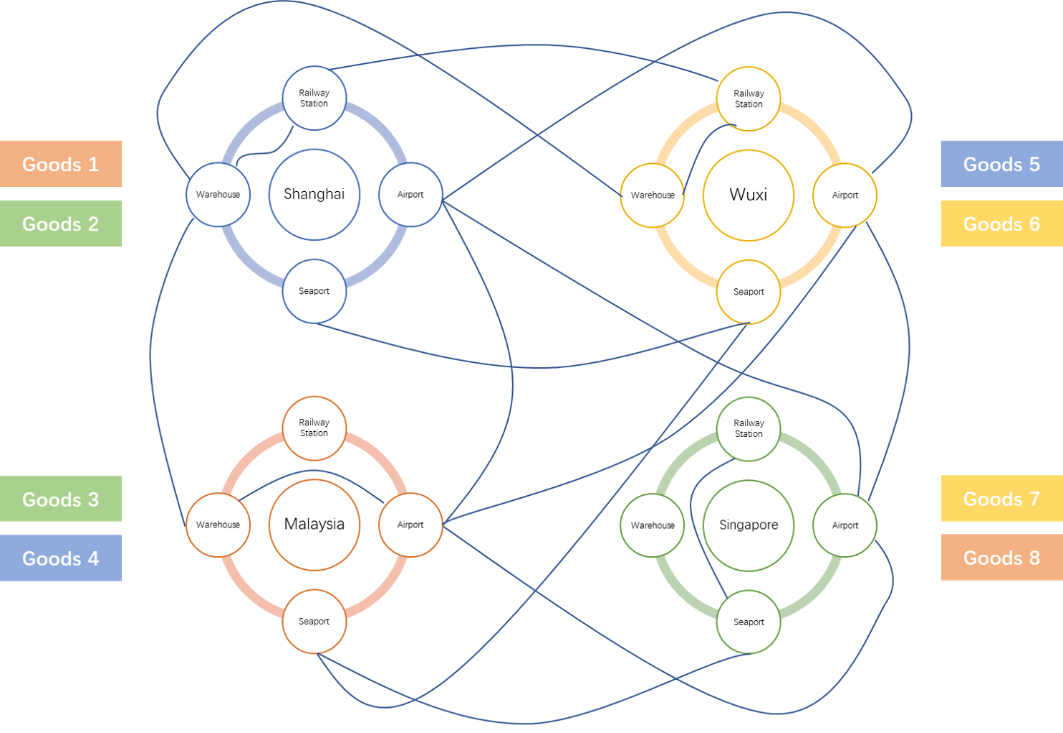 Railway
Station
Railway
Station
Goods 1
Goods 5
Warehouse
Shanghai
Airport
Warehouse
Wuxi
Airport
Goods 2
Goods 6
Seaport
Seaport
Railway
Station
Railway
Station
Goods 3
Goods 7
Warehouse
Malaysia
Airport
Warehouse
Singapore
Airport
Goods 4
Goods 8
Seaport
Seaport